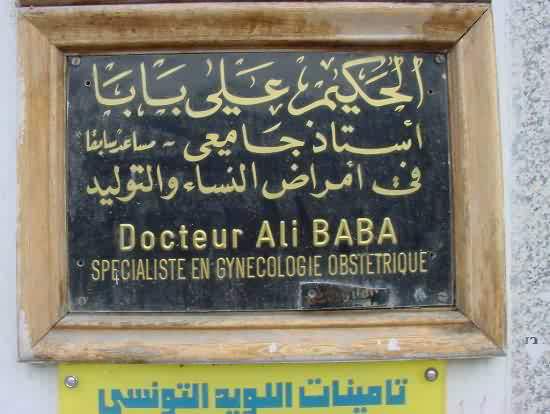 الحكيم علي بابا
أستاذ جامعي - مساعد سابقا
في أمراض النساء والتوليد
Docteur Ali BABA
SPECIALISTE EN GYNECOLOGIE OBSTETRIQUE
تامينات اللويد التونسي